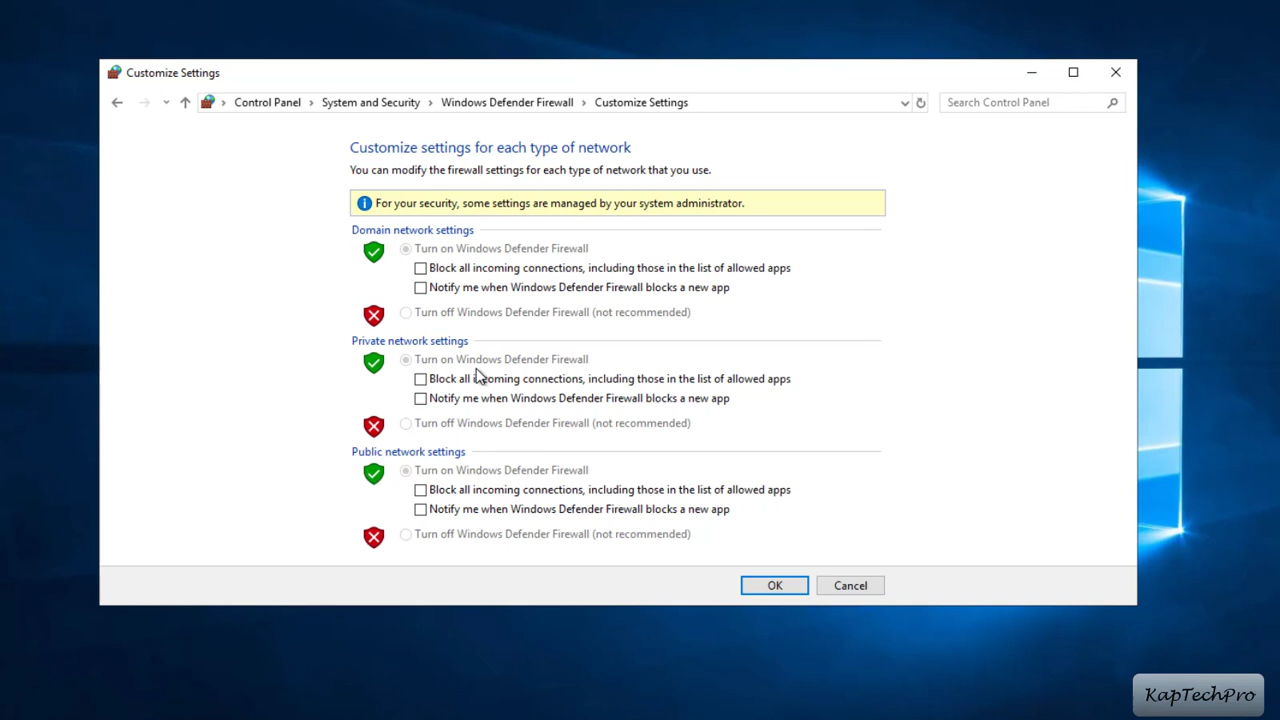 Customize Settings
Control Panel > System and Security > Windows Defender Firewall > Customize Settings
Search Control Panel
Customize settings for each type of network
You can modify the firewall settings for each type of network that you use.
For your security, some settings are managed by your system administrator.
Domain network settings
Turn on Windows Defender Firewall
Block all incoming connections, including those in the list of allowed apps
Notify me when Windows Defender Firewall blocks a new app
Turn off Windows Defender Firewall (not recommended)
Private network settings
Turn on Windows Defender Firewall
Block all incoming connections, including those in the list of allowed apps
Notify me when Windows Defender Firewall blocks a new app
Turn off Windows Defender Firewall (not recommended)
Public network settings
Turn on Windows Defender Firewall
Block all incoming connections, including those in the list of allowed apps
Notify me when Windows Defender Firewall blocks a new app
Turn off Windows Defender Firewall (not recommended)
OK Cancel
KapTechPro